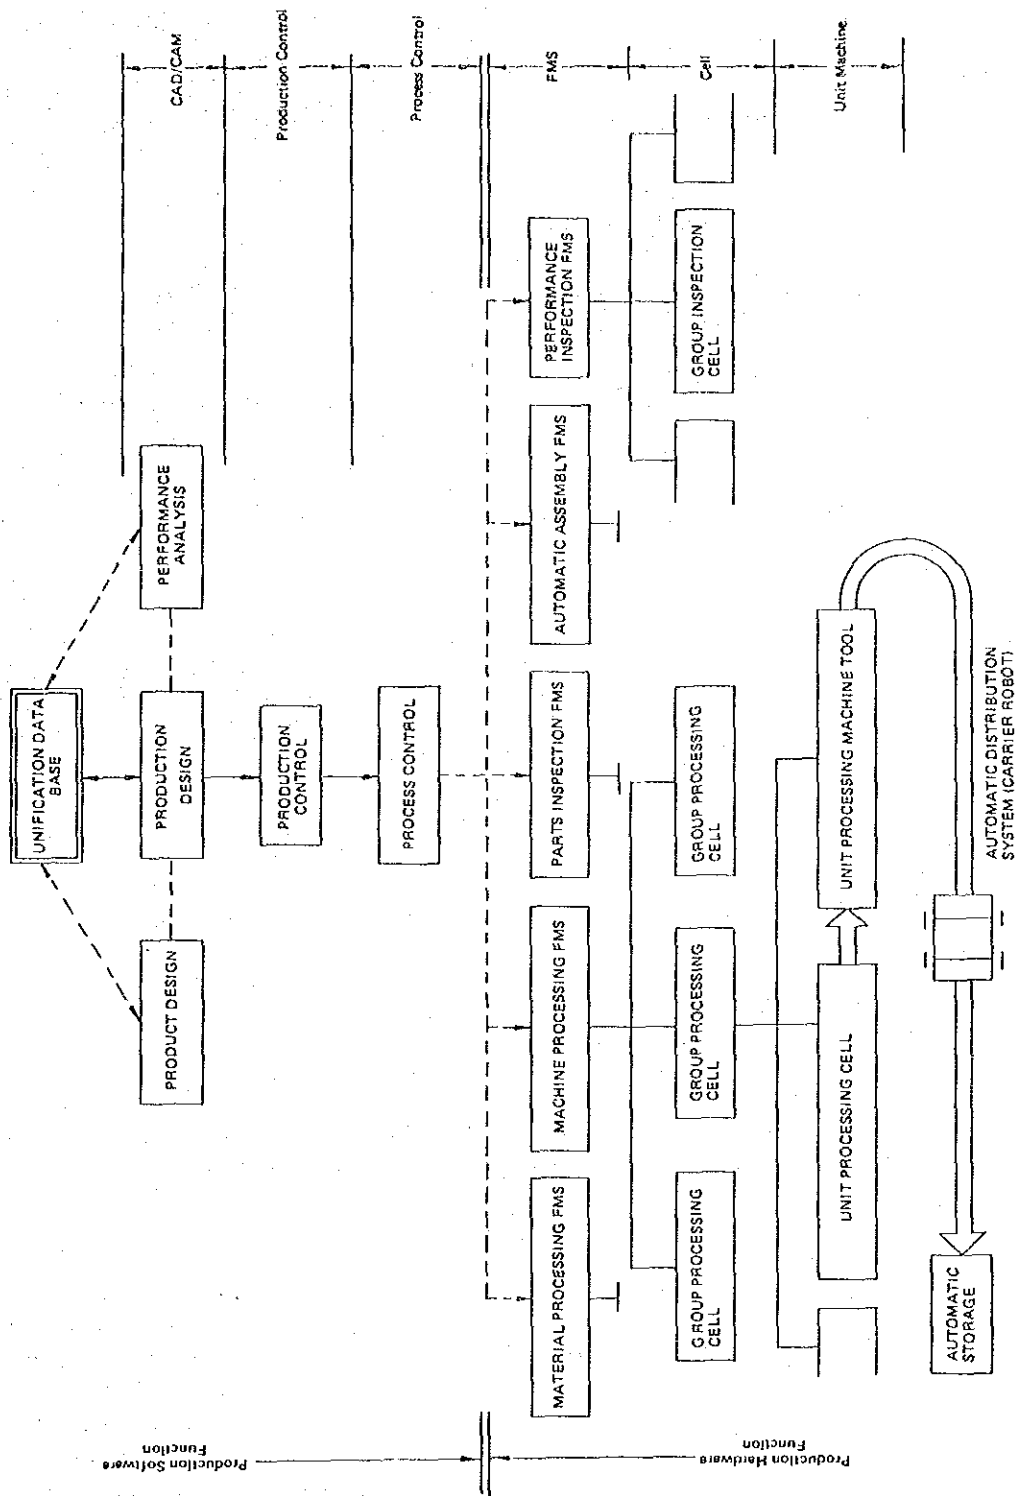 UNIFICATION DATA
BASE
PRODUCT DESIGN
PRODUCTION
DESIGN
PERFORMANCE
ANALYSIS
CAD/CAM
PRODUCTION
CONTROL
Production Control
PROCESS CONTROL
Process Control
Production Software
Function
MATERIAL PROCESSING FMS
MACHINE PROCESSING FMS
PARTS INSPECTION FMS
AUTOMATIC ASSEMBLY FMS
PERFORMANCE
INSPECTION FMS
FMS
GROUP PROCESSING
CELL
GROUP PROCESSING
CELL
GROUP PROCESSING
CELL
GROUP INSPECTION
CELL
Cell
Production Hardware
Function
UNIT PROCESSING CELL
UNIT PROCESSING MACHINE TOOL
Unit Machine
AUTOMATIC
STORAGE
AUTOMATIC DISTRIBUTION
SYSTEM (CARRIER ROBOT)